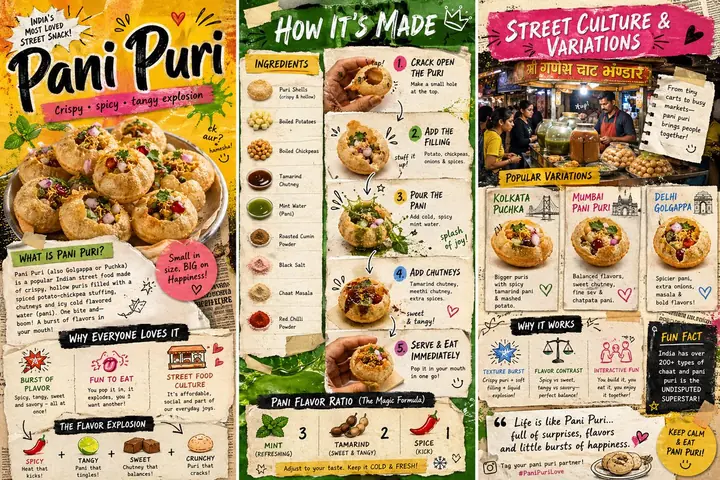 INDIA'S
MOST LOVED
STREET SNACK!
Pani Puri
Crispy • spicy • tangy explosion
ek
aur?
hamesha!
WHAT IS PANI PURI?
Pani Puri (also Golgappa or Puchka)
is a popular Indian street food made
of crispy, hollow puris filled with a
spiced potato-chickpea stuffing,
chutneys and icy cold flavored
water (pani). One bite and—
boom! A burst of flavors in
your mouth!
Small in
size, BIG on
Happiness!
WHY EVERYONE LOVES IT
BURST OF
FLAVOR
Spicy, tangy, sweet
and savory – all at
once!
FUN TO EAT
You pop it in, it
explodes, you
want another!
STREET FOOD
CULTURE
It's affordable,
social and part of
our everyday joys.
THE FLAVOR EXPLOSION
SPICY
Heat that
kicks!
+
TANGY
Pani that
tingles!
+
SWEET
Chutney that
balances!
+
CRUNCHY
Puri that
cracks!
HOW IT'S MADE
INGREDIENTS
Puri Shells
(crispy & hollow)
Boiled Potatoes
Boiled Chickpeas
Tamarind
Chutney
Mint Water
(Pani)
Roasted Cumin
Powder
Black Salt
Chaat Masala
Red Chilli
Powder
tap!
1. CRACK OPEN
THE PURI
Make a small hole
at the top.
2 ADD THE
FILLING
Potato, chickpeas,
onions & spices.
stuff it
up!
3. POUR THE
PANI
Add cold, spicy
mint water.
splash
of joy!
4 ADD CHUTNEYS
Tamarind chutney,
meethi chutney,
extra spices.
sweet
& tangy!
5. SERVE & EAT
IMMEDIATELY
Pop it in your
mouth in one go!
PANI FLAVOR RATIO (The Magic Formula)
MINT
(REFRESHING)
3
TAMARIND
(SWEET & TANGY)
2
SPICE
(KICK)
1
Adjust to your taste. Keep it COLD & FRESH!
STREET CULTURE &
VARIATIONS
श्री गणेस चाट भण्डार
From tiny
carts to busy
markets—
pani puri
brings people
together!
POPULAR VARIATIONS
KOLKATA
PUCHKA
Bigger puris
with spicy
tamarind pani
& mashed
potato.
MUMBAI
PANI PURI
Balanced flavors,
sweet chutney,
fine sev &
chatpata pani.
DELHI
GOLGAPPA
Spicier pani,
extra onions,
masala &
bold flavors!
WHY IT WORKS
TEXTURE BURST
Crispy puri + soft
filling + liquid
explosion!
FLAVOR CONTRAST
Spicy vs sweet,
tangy vs
savory—
perfectly balanced.
INTERACTIVE FUN
You build it, you
eat it, you enjoy
it together!
FUN FACT
India has over
200+ types of
chaat and pani
puri is the
UNDISPUTED
SUPERSTAR!
“ Life is like Pani Puri...
full of surprises, flavors
and little bursts of happiness.
Tag your pani puri partner!
#PaniPuriLove
KEEP CALM
& EAT
PANI PURI!